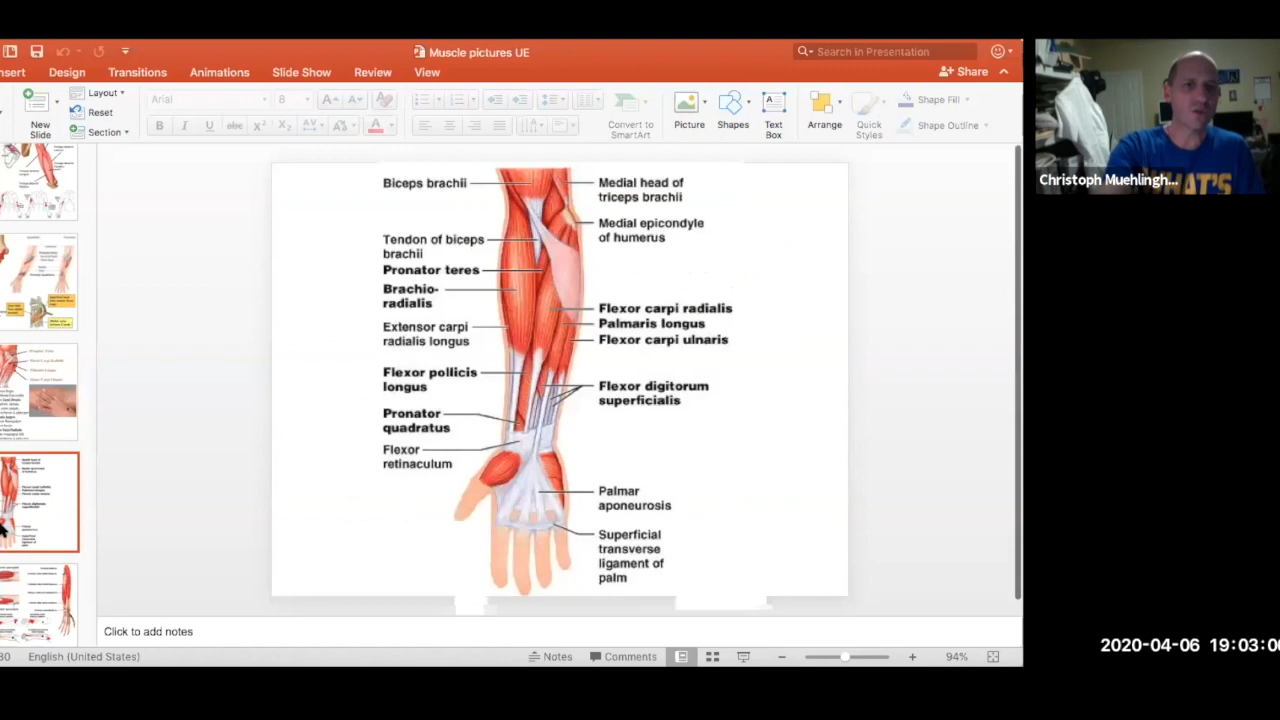 Muscle pictures UE
Search in Presentation
Design
Transitions
Animations
Slide Show
Review
View
Share
New
Slide
Layout
Reset
Section
Arial
8
Convert to
SmartArt
Picture
Shapes
Text
Box
Arrange
Quick
Styles
Shape Fill
Shape Outline
Christoph Muehlingh...
Biceps brachii
Tendon of biceps
brachii
Pronator teres
Brachio-
radialis
Extensor carpi
radialis longus
Flexor pollicis
longus
Pronator
quadratus
Flexor
retinaculum
Medial head of
triceps brachii
Medial epicondyle
of humerus
Flexor carpi radialis
Palmaris longus
Flexor carpi ulnaris
Flexor digitorum
superficialis
Palmar
aponeurosis
Superficial
transverse
ligament of
palm
Click to add notes
English (United States)
Notes
Comments
94%
2020-04-06 19:03:0